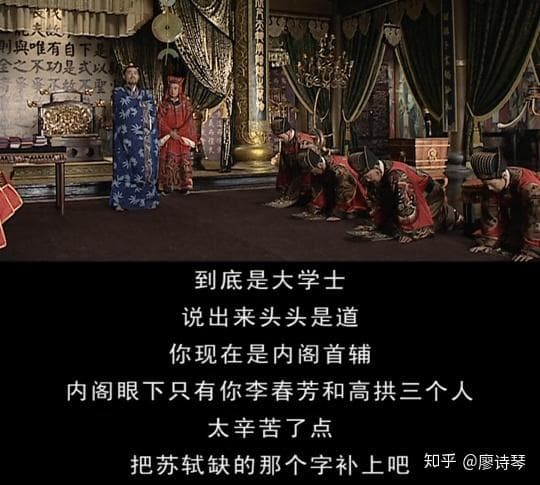 到底是大学士
说出来头头是道
你现在是内阁首辅
内阁眼下只有你李春芳和高拱三个人
太辛苦了点
把苏轼缺的那个字补上吧
知乎 @廖诗琴